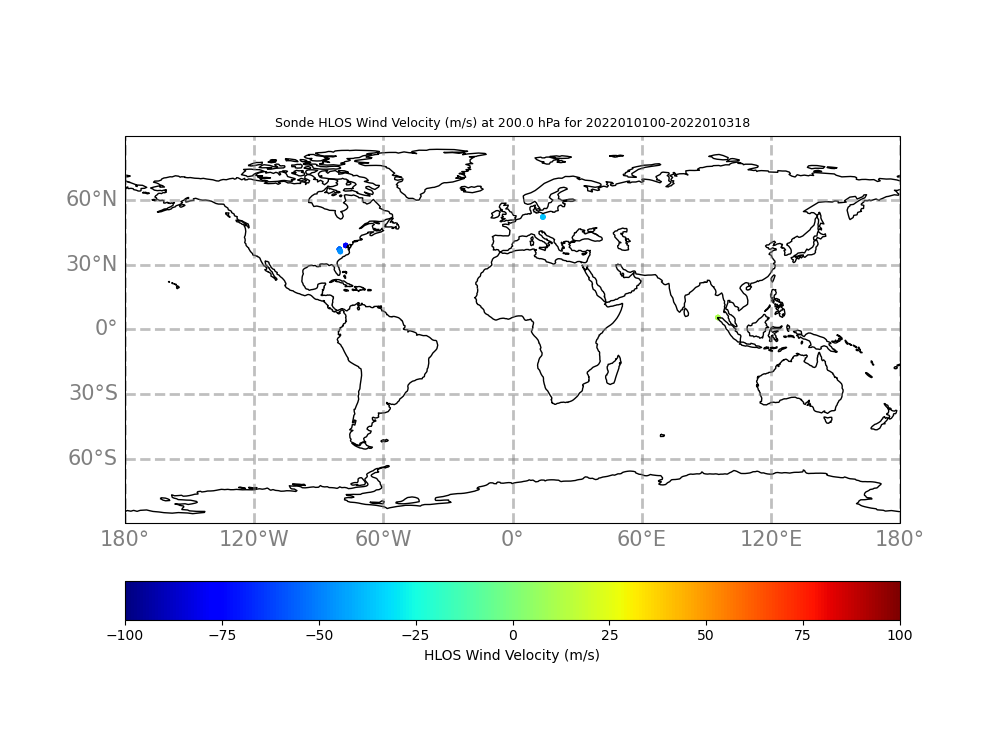 Sonde HLOS Wind Velocity (m/s) at 200.0 hPa for 2022010100-2022010318
60°N
30°N
0°
30°S
60°S
180° 120°W 60°W 0° 60°E 120°E 180°
−100 −75 −50 −25 0 25 50 75 100
HLOS Wind Velocity (m/s)